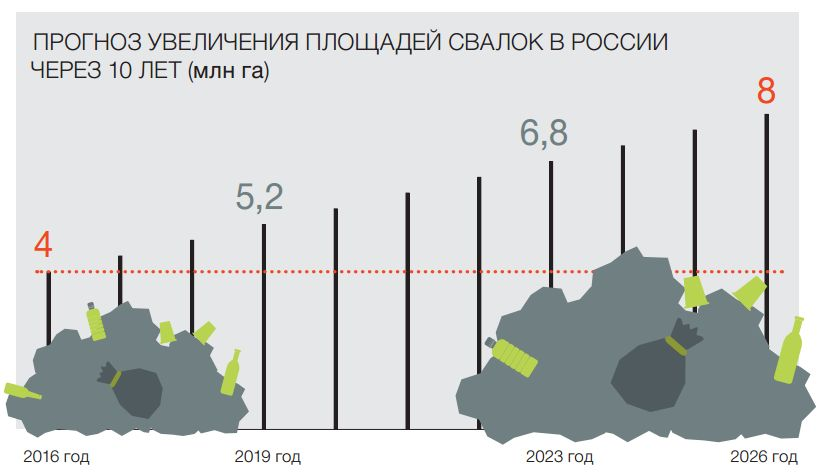 ПРОГНОЗ УВЕЛИЧЕНИЯ ПЛОЩАДЕЙ СВАЛОК В РОССИИ
ЧЕРЕЗ 10 ЛЕТ (млн га)
4
5,2
6,8
8
2016 год
2019 год
2023 год
2026 год